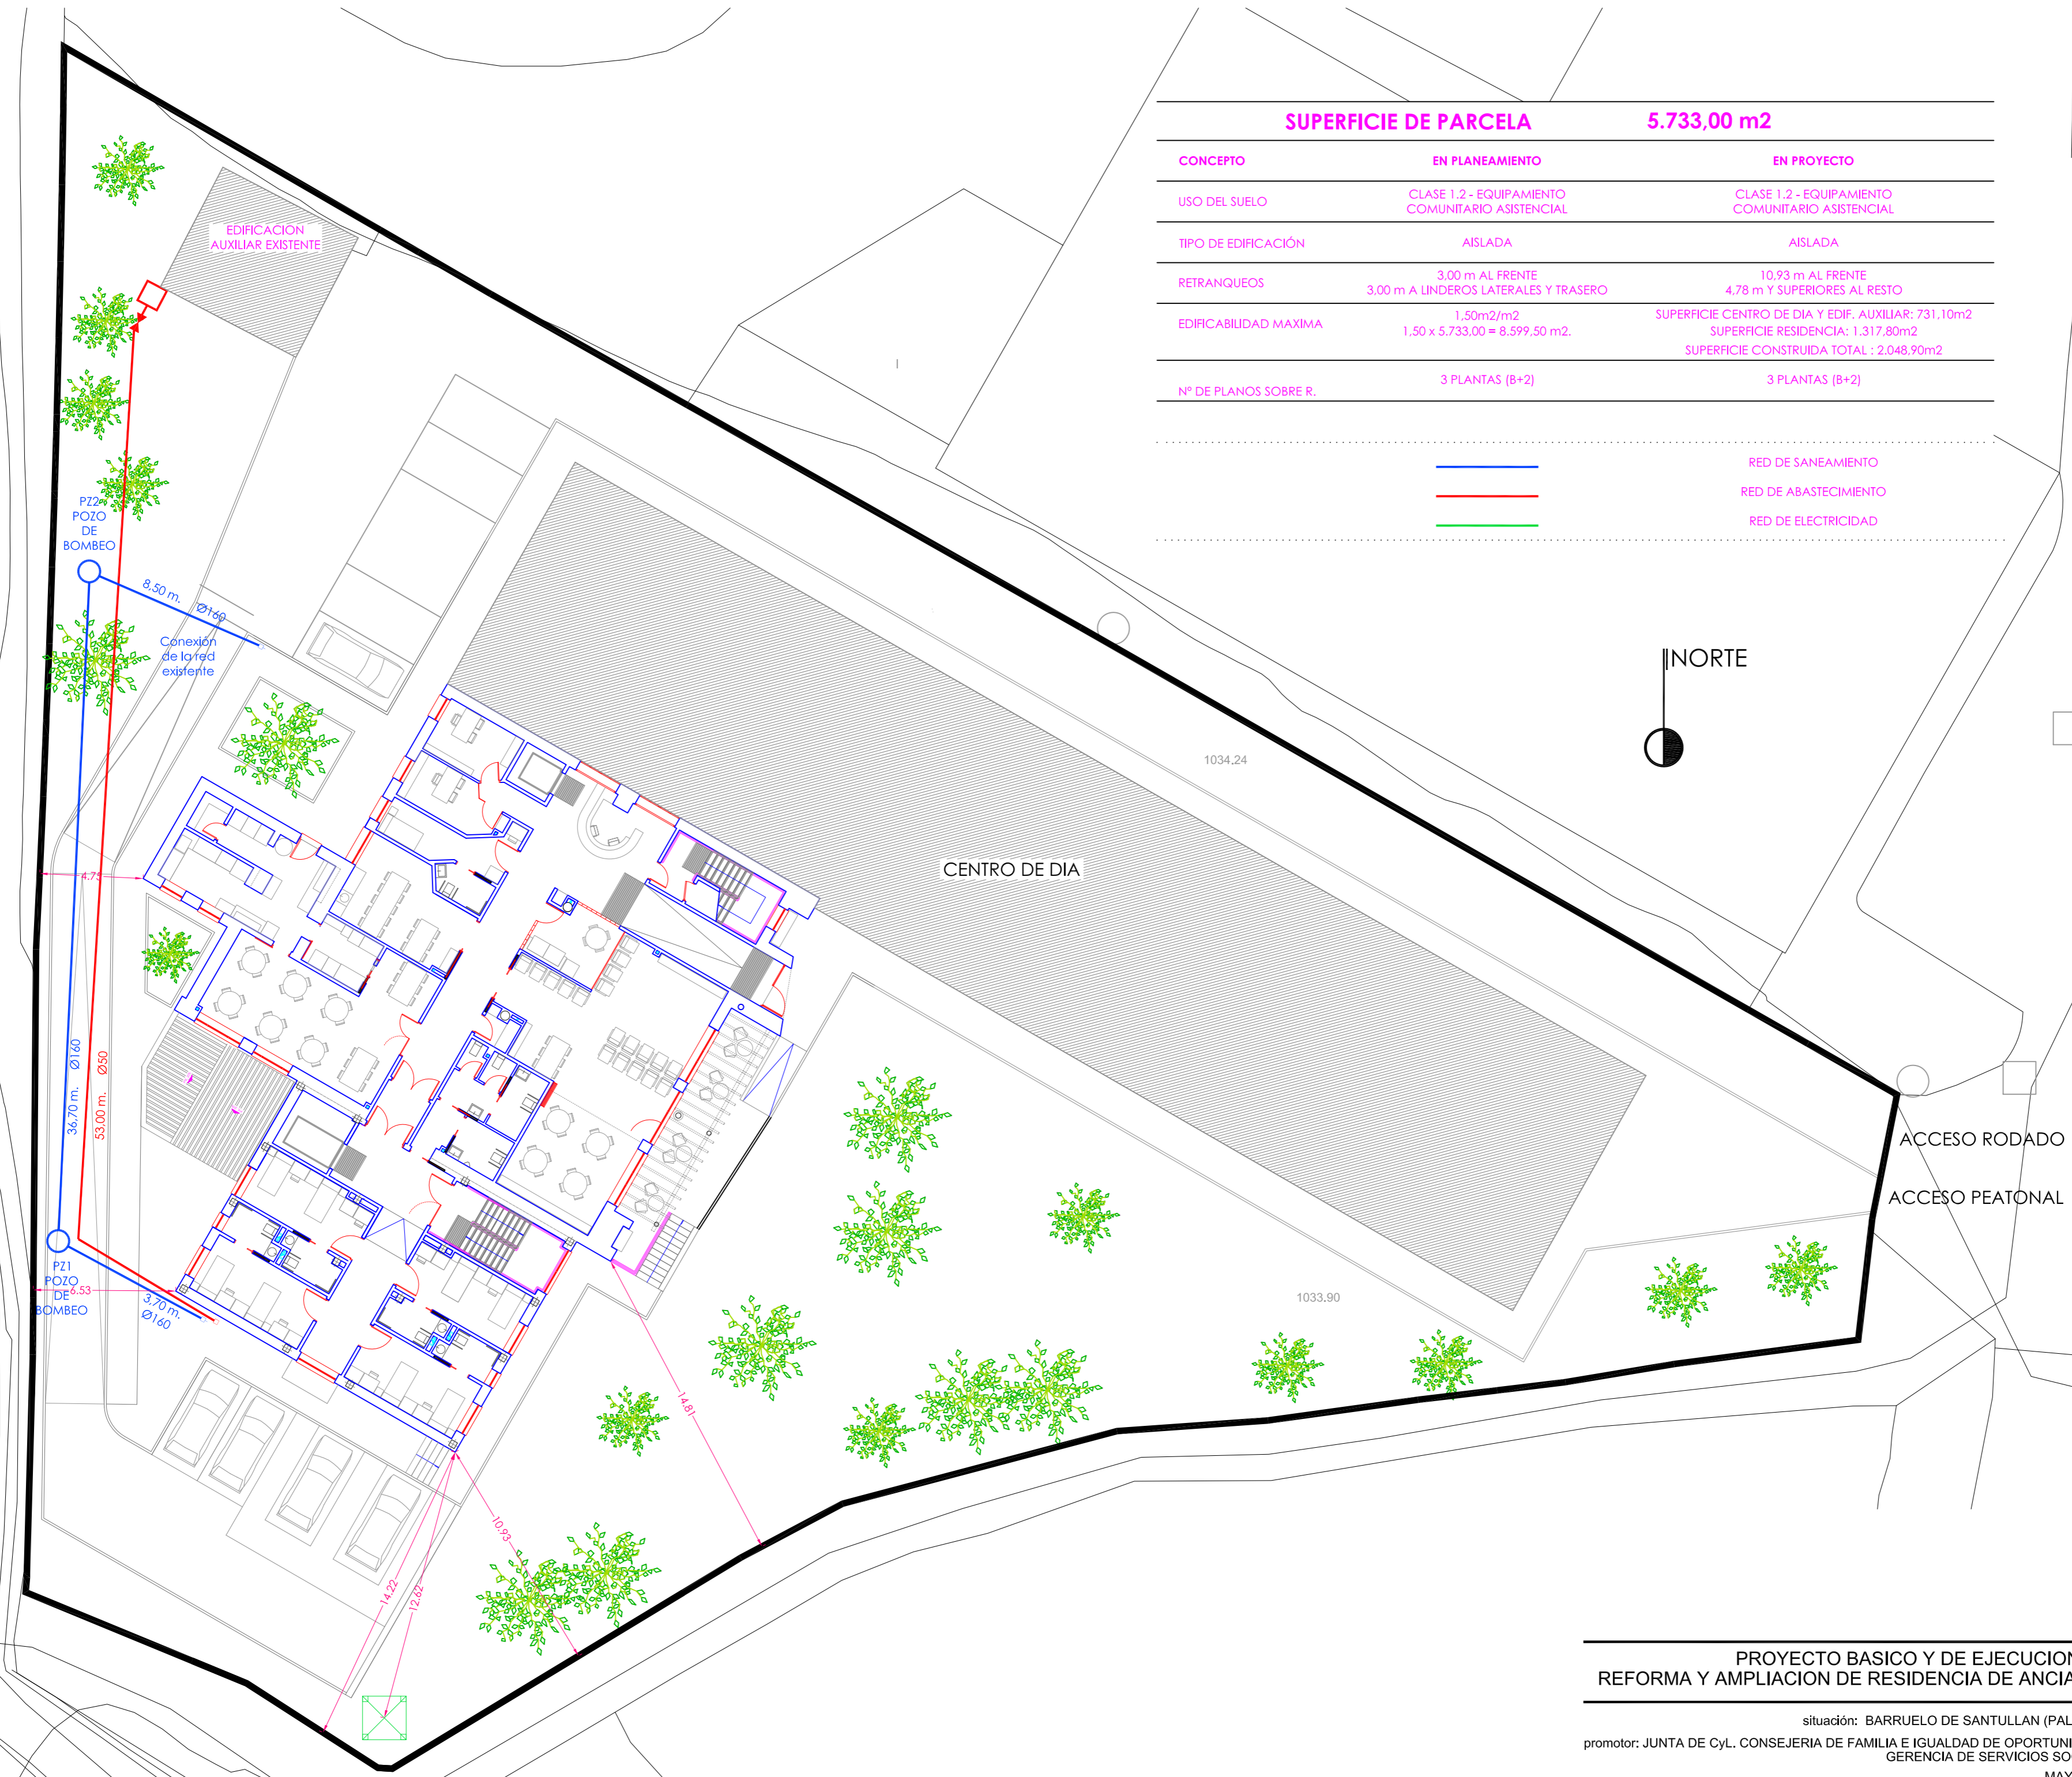 SUPERFICIE DE PARCELA 5.733,00 m2
CONCEPTO EN PLANEAMIENTO EN PROYECTO
USO DEL SUELO
CLASE 1.2 - EQUIPAMIENTO
COMUNITARIO ASISTENCIAL
CLASE 1.2 - EQUIPAMIENTO
COMUNITARIO ASISTENCIAL
TIPO DE EDIFICACIÓN AISLADA AISLADA
RETRANQUEOS
3,00 m AL FRENTE
3,00 m A LINDEROS LATERALES Y TRASERO
10,93 m AL FRENTE
4,78 m Y SUPERIORES AL RESTO
EDIFICABILIDAD MAXIMA
1,50m2/m2
1,50 x 5.733,00 = 8.599,50 m2.
SUPERFICIE CENTRO DE DIA Y EDIF. AUXILIAR: 731,10m2
SUPERFICIE RESIDENCIA: 1.317,80m2
SUPERFICIE CONSTRUIDA TOTAL : 2.048,90m2
Nº DE PLANOS SOBRE R.
3 PLANTAS (B+2) 3 PLANTAS (B+2)
RED DE SANEAMIENTO
RED DE ABASTECIMIENTO
RED DE ELECTRICIDAD
EDIFICACION
AUXILIAR EXISTENTE
PZ2
POZO
DE
BOMBEO
8,50 m. Ø160
Conexión
de la red
existente
NORTE
1034.24
CENTRO DE DIA
4.75
36,70 m. Ø160
53,00 m. Ø50
ACCESO RODADO
ACCESO PEATONAL
PZ1
POZO
DE
BOMBEO
6.53
3,70 m.
Ø160
1033.90
14.81
10.93
14.22
12.62
PROYECTO BASICO Y DE EJECUCION
REFORMA Y AMPLIACION DE RESIDENCIA DE ANCIA
situación: BARRUELO DE SANTULLAN (PAL
promotor: JUNTA DE CyL. CONSEJERIA DE FAMILIA E IGUALDAD DE OPORTUNI
GERENCIA DE SERVICIOS SO
MAY